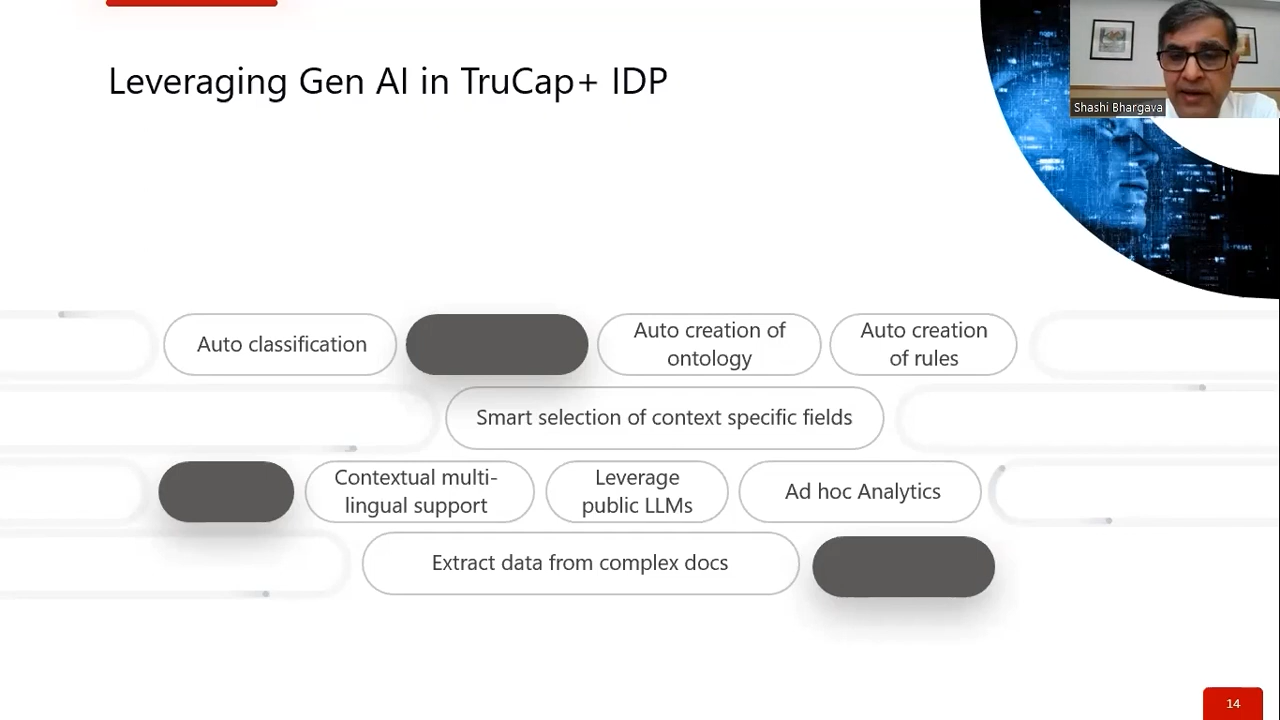 Leveraging Gen AI in TruCap+ IDP
Shashi Bhargava
Auto classification
Auto creation of
ontology
Auto creation
of rules
Smart selection of context specific fields
Contextual multi-
lingual support
Leverage
public LLMs
Ad hoc Analytics
Extract data from complex docs
14